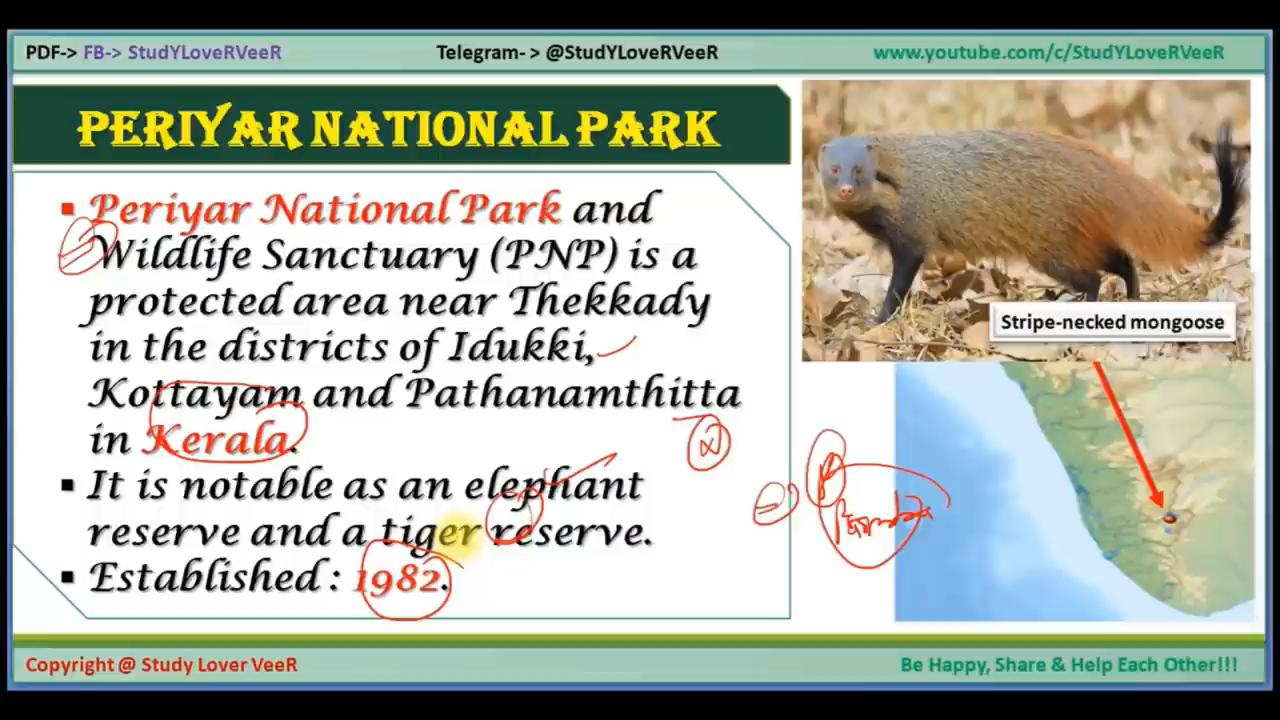 PDF-> FB-> StudYLoveRVeeR
Telegram- > @StudYLoveRVeeR
www.youtube.com/c/StudYLoveRVeeR
PERIYAR NATIONAL PARK
Periyar National Park and
Wildlife Sanctuary (PNP) is a
protected area near Thekkady
in the districts of Idukki,
Kottayam and Pathanamthitta
in Kerala.
It is notable as an elephant
reserve and a tiger reserve.
Established : 1982.
Stripe-necked mongoose
Copyright @ Study Lover VeeR
Be Happy, Share & Help Each Other!!!